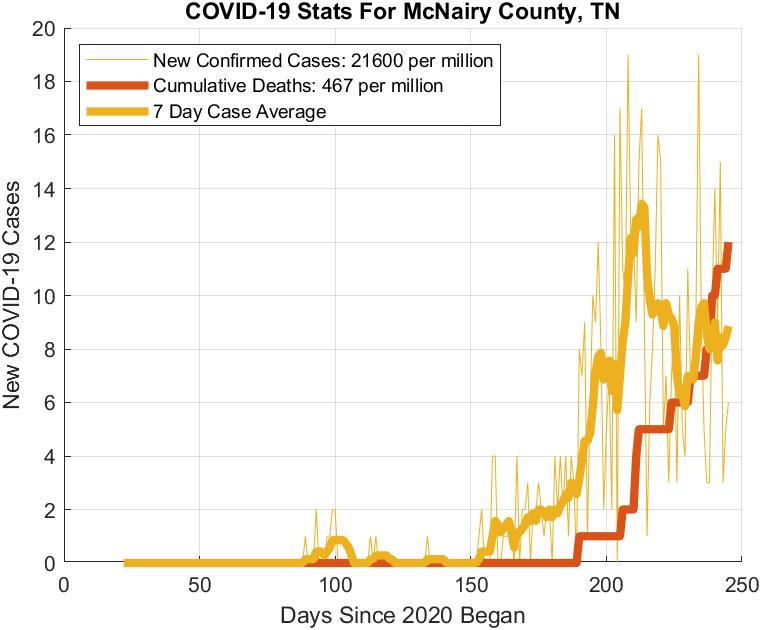 COVID-19 Stats For McNairy County, TN
20
18
16
14
12
10
8
6
4
2
0
New COVID-19 Cases
New Confirmed Cases: 21600 per million
Cumulative Deaths: 467 per million
7 Day Case Average
0 50 100 150 200 250
Days Since 2020 Began